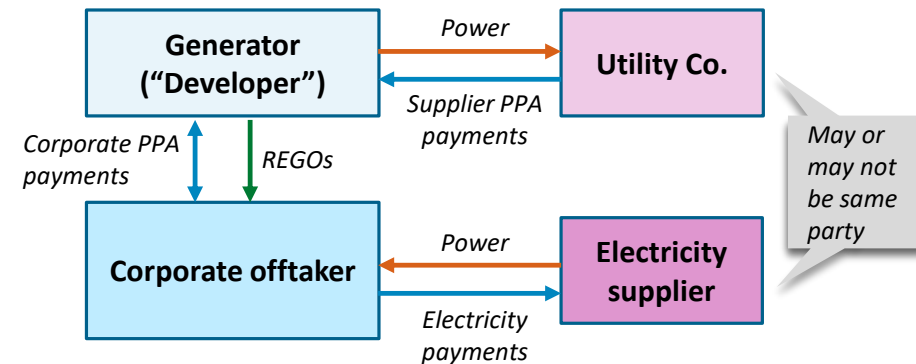 Generator
(“Developer”)
Power
Utility Co.
Supplier PPA
payments
Corporate PPA
payments
REGOs
May or
may not
be same
party
Corporate offtaker
Power
Electricity
supplier
Electricity
payments